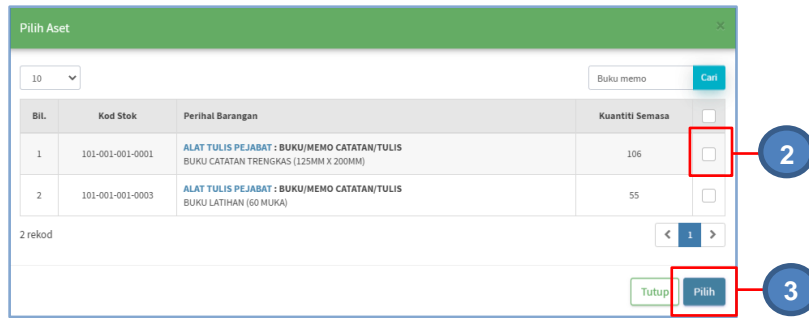 Pilih Aset ×
10 Buku memo Cari
Bil. Kod Stok Perihal Barangan Kuantiti Semasa
1 101-001-001-0001 ALAT TULIS PEJABAT : BUKU/MEMO CATATAN/TULIS 106
BUKU CATATAN TRENGKAS (125MM X 200MM)
2
2 101-001-001-0003 ALAT TULIS PEJABAT : BUKU/MEMO CATATAN/TULIS 55
BUKU LATIHAN (60 MUKA)
2 rekod < 1 >
Tutup Pilih
3